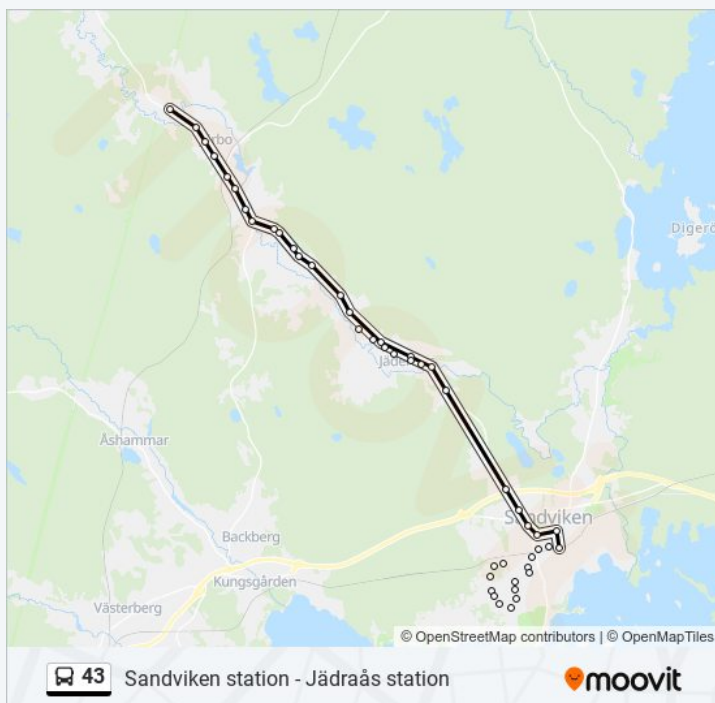 Digerö
Åshammar
Sandviken
Backberg
Kungsgården
Västerberg
© OpenStreetMap contributors | © OpenMapTiles
43 Sandviken station - Jädraås station
moovit